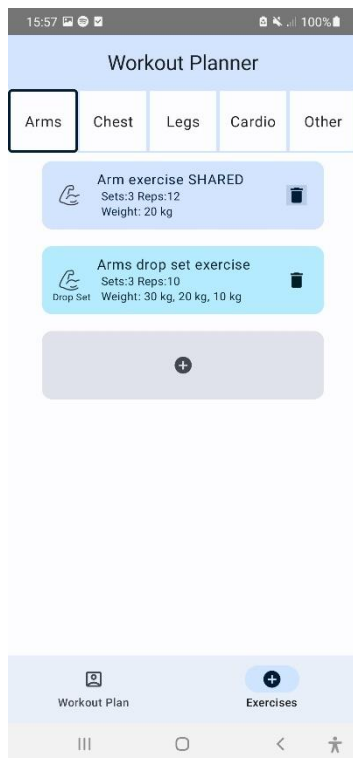 15:57 100%
Workout Planner
Arms Chest Legs Cardio Other
Arm exercise SHARED
Sets:3 Reps:12
Weight: 20 kg
Arms drop set exercise
Sets:3 Reps:10
Drop Set Weight: 30 kg, 20 kg, 10 kg
Workout Plan Exercises